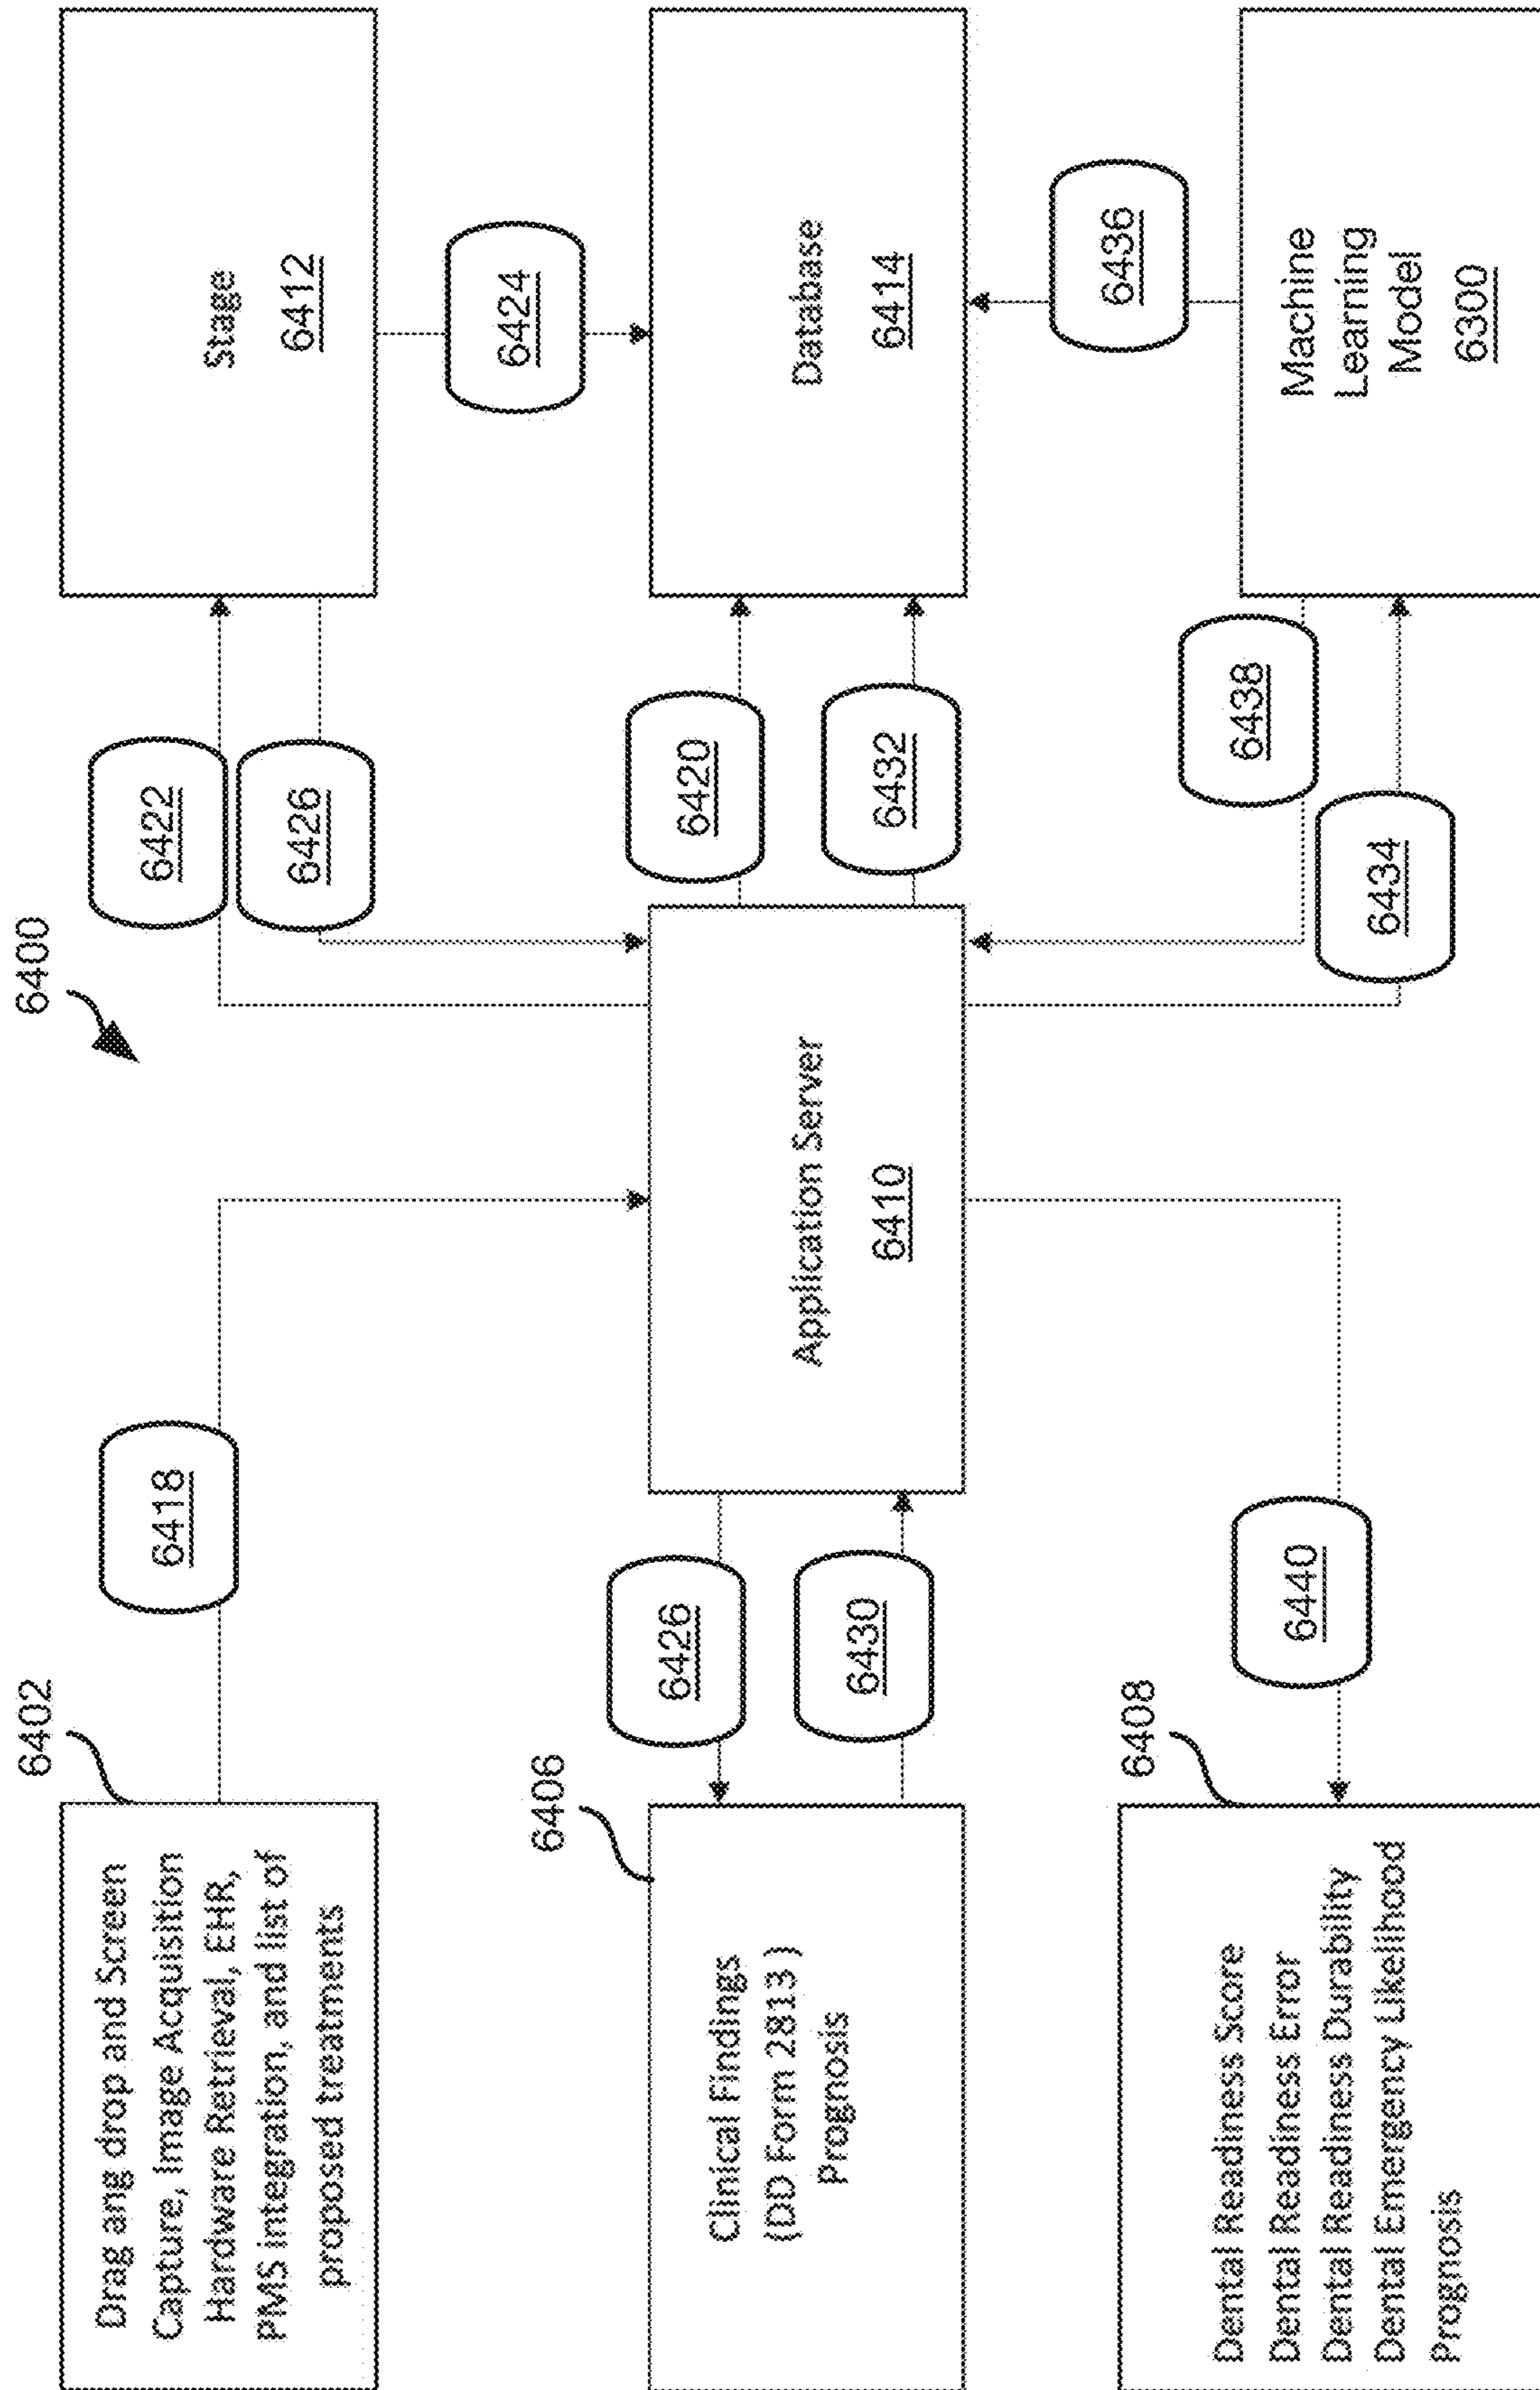 6400
6402
Drag ang drop and Screen
Capture, Image Acquisition
Hardware Retrieval, EHR,
PMS integration, and list of
proposed treatments
6418
6422
6426
Stage
6412
6424
6406
Clinical Findings
(DD Form 2813 )
Prognosis
6426
6430
Application Server
6410
6420
6432
Database
6414
6436
6408
Dental Readiness Score
Dental Readiness Error
Dental Readiness Durability
Dental Emergency Likelihood
Prognosis
6440
6438
6434
Machine
Learning
Model
6300